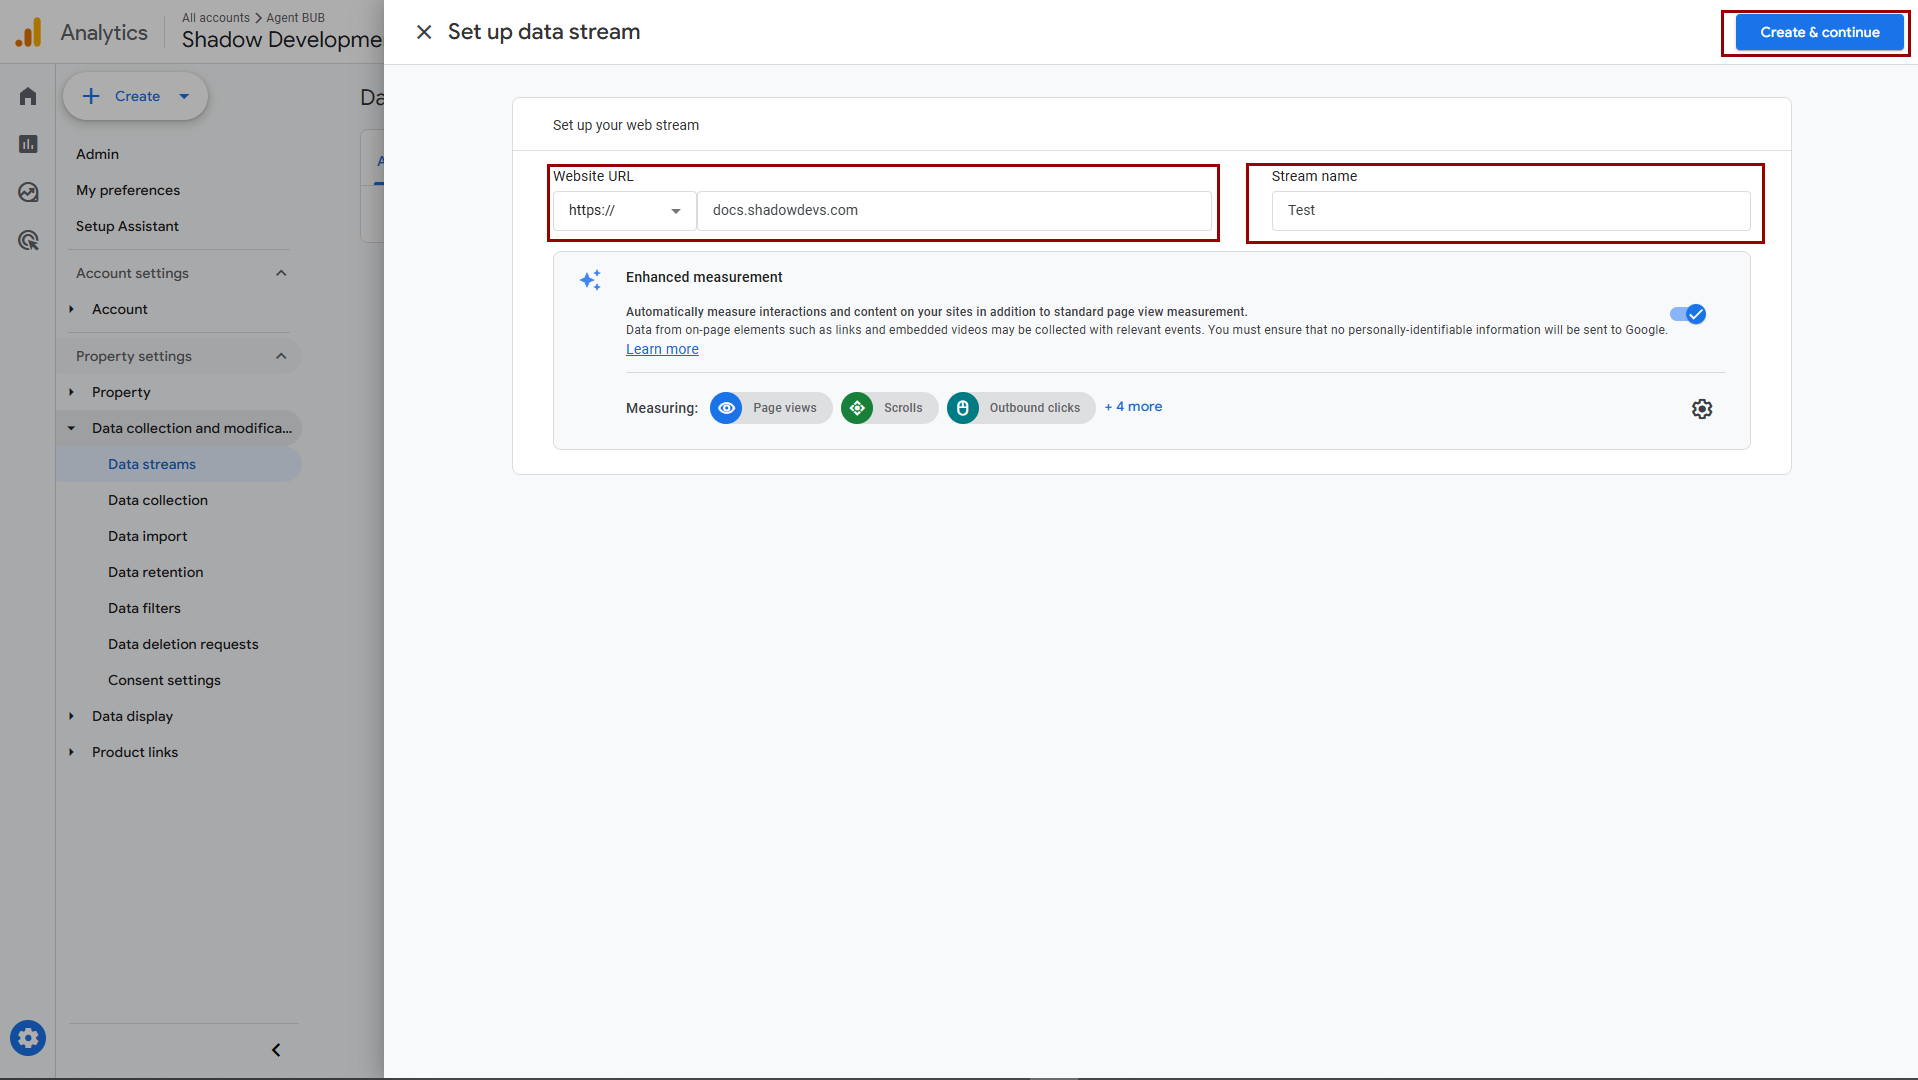 Analytics
All accounts > Agent BUB
Shadow Developme
Create
Admin
My preferences
Setup Assistant
Account settings
Account
Property settings
Property
Data collection and modifica...
Data streams
Data collection
Data import
Data retention
Data filters
Data deletion requests
Consent settings
Data display
Product links
Da
A
Set up data stream
Create & continue
Set up your web stream
Website URL
Stream name
https://
docs.shadowdevs.com
Test
Enhanced measurement
Automatically measure interactions and content on your sites in addition to standard page view measurement.
Data from on-page elements such as links and embedded videos may be collected with relevant events. You must ensure that no personally-identifiable information will be sent to Google.
Learn more
Measuring:
Page views
Scrolls
Outbound clicks
+ 4 more